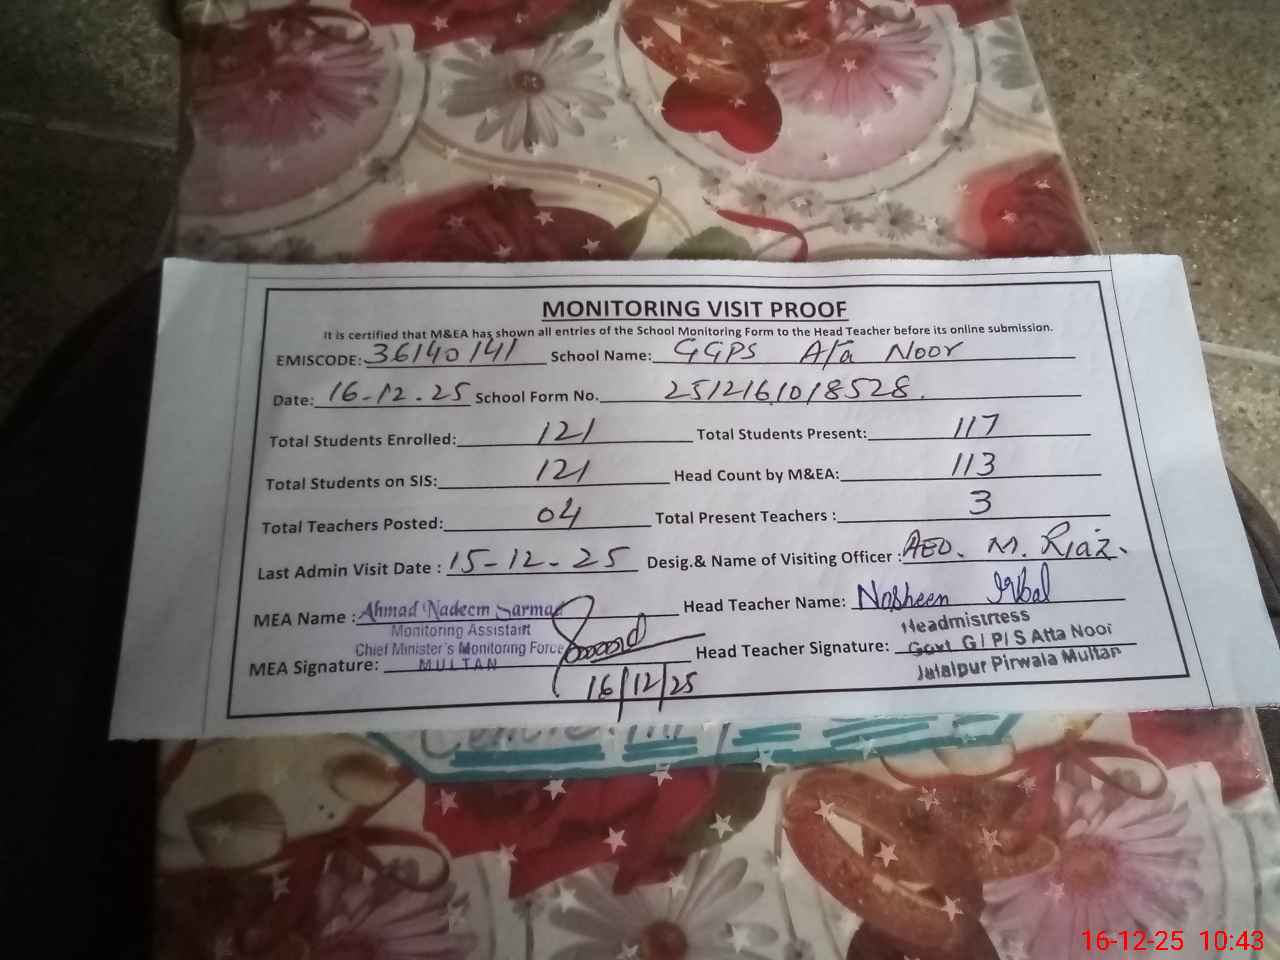 MONITORING VISIT PROOF
It is certified that M&EA has shown all entries of the School Monitoring Form to the Head Teacher before its online submission.
EMISCODE: 36140141 School Name: GGPS Ata Noor
Date: 16-12-25 School Form No. 2512161018528.
Total Students Enrolled: 121 Total Students Present: 117
Total Students on SIS: 121 Head Count by M&EA: 113
Total Teachers Posted: 04 Total Present Teachers : 3
Last Admin Visit Date : 15-12-25 Desig.& Name of Visiting Officer : AEO. M. Riaz.
MEA Name : Ahmad Nadeem Sarmad Head Teacher Name: Nosheen Iqbal
Monitoring Assistant
Chief Minister's Monitoring Force
MEA Signature: MULTAN
16/12/25
Head Teacher Signature:
Headmistress
Govt G/P/S Atta Noor
Jalalpur Pirwala Multan
16-12-25 10:43